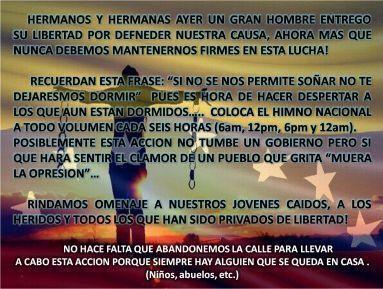 HERMANOS Y HERMANAS AYER UN GRAN HOMBRE ENTREGO
SU LIBERTAD POR DEFNEDER NUESTRA CAUSA, AHORA MAS QUE
NUNCA DEBEMOS MANTENERNOS FIRMES EN ESTA LUCHA!
RECUERDAN ESTA FRASE: "SI NO SE NOS PERMITE SOÑAR NO TE
DEJARESMOS DORMIR" PUES ES HORA DE HACER DESPERTAR A
LOS QUE AUN ESTAN DORMIDOS..... COLOCA EL HIMNO NACIONAL
A TODO VOLUMEN CADA SEIS HORAS (6am, 12pm, 6pm y 12am).
POSIBLEMENTE ESTA ACCION NO TUMBE UN GOBIERNO PERO SI
QUE HARA SENTIR EL CLAMOR DE UN PUEBLO QUE GRITA "MUERA
LA OPRESION"...
RINDAMOS OMENAJE A NUESTROS JOVENES CAIDOS, A LOS
HERIDOS Y TODOS LOS QUE HAN SIDO PRIVADOS DE LIBERTAD!
NO HACE FALTA QUE ABANDONEMOS LA CALLE PARA LLEVAR
A CABO ESTA ACCION PORQUE SIEMPRE HAY ALGUIEN QUE SE QUEDA EN CASA .
(Niños, abuelos, etc.)